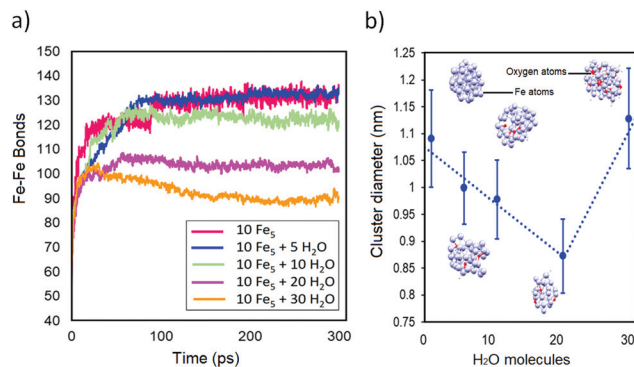 a)
150
140
130
120
110
100
90
80
70
60
50
40
30
Fe-Fe Bonds
0
100
200
300
Time (ps)
10 Fe₅
10 Fe₅ + 5 H₂O
10 Fe₅ + 10 H₂O
10 Fe₅ + 20 H₂O
10 Fe₅ + 30 H₂O
b)
1.25
1.2
1.15
1.1
1.05
1
0.95
0.9
0.85
0.8
0.75
Cluster diameter (nm)
Oxygen atoms
Fe atoms
0
10
20
30
H₂O molecules